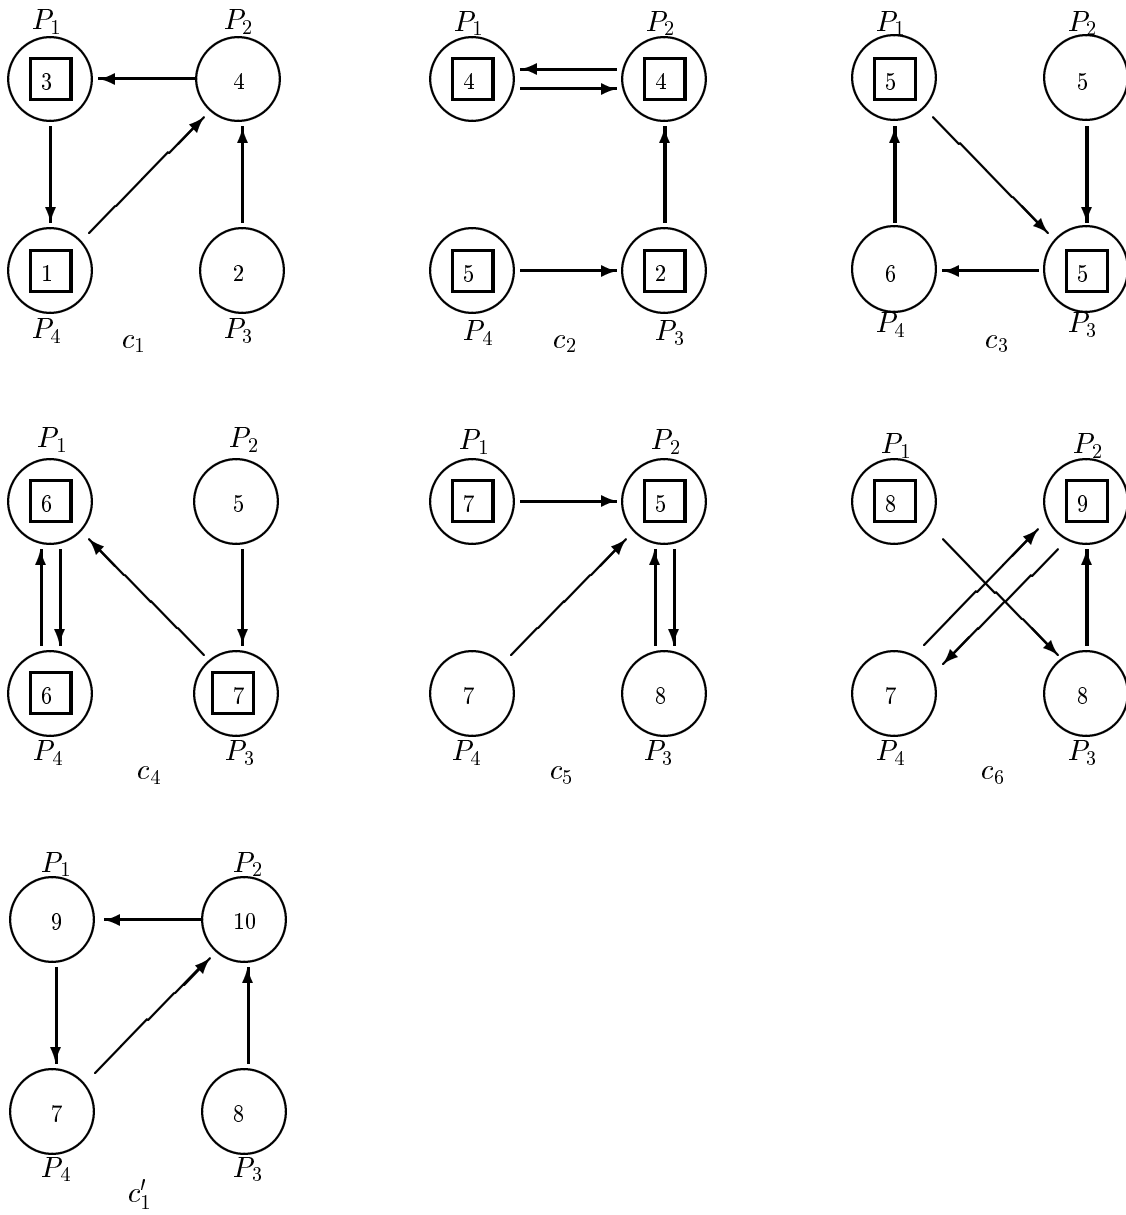 P₁ P₂ P₁ P₂ P₁ P₂
3 4 4 4 5 5
1 2 5 2 6 5
P₄ P₃ P₄ P₃ P₄ P₃
c₁ c₂ c₃
P₁ P₂ P₁ P₂ P₁ P₂
6 5 7 5 8 9
6 7 7 8 7 8
P₄ P₃ P₄ P₃ P₄ P₃
c₄ c₅ c₆
P₁ P₂
9 10
7 8
P₄ P₃
c′₁